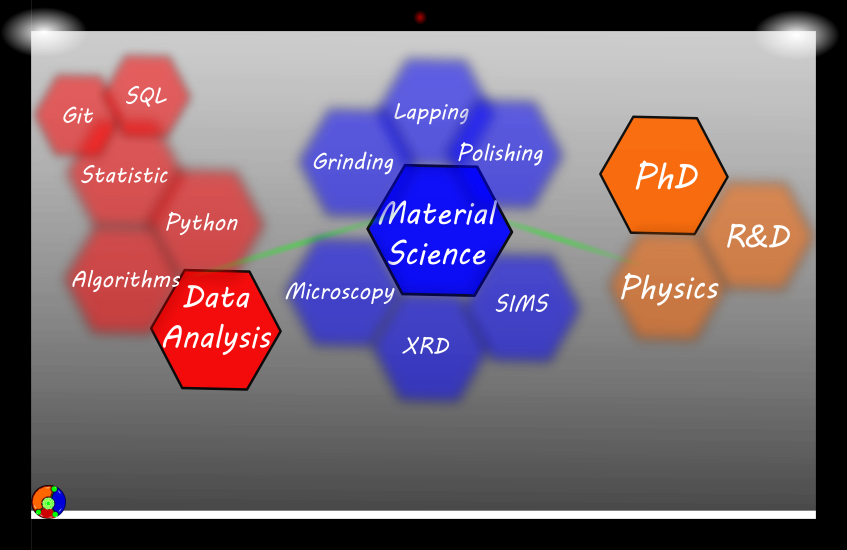 Git
SQL
Statistic
Python
Algorithms
Data
Analysis
Lapping
Grinding
Polishing
Material
Science
Microscopy
SIMS
XRD
PhD
R&D
Physics